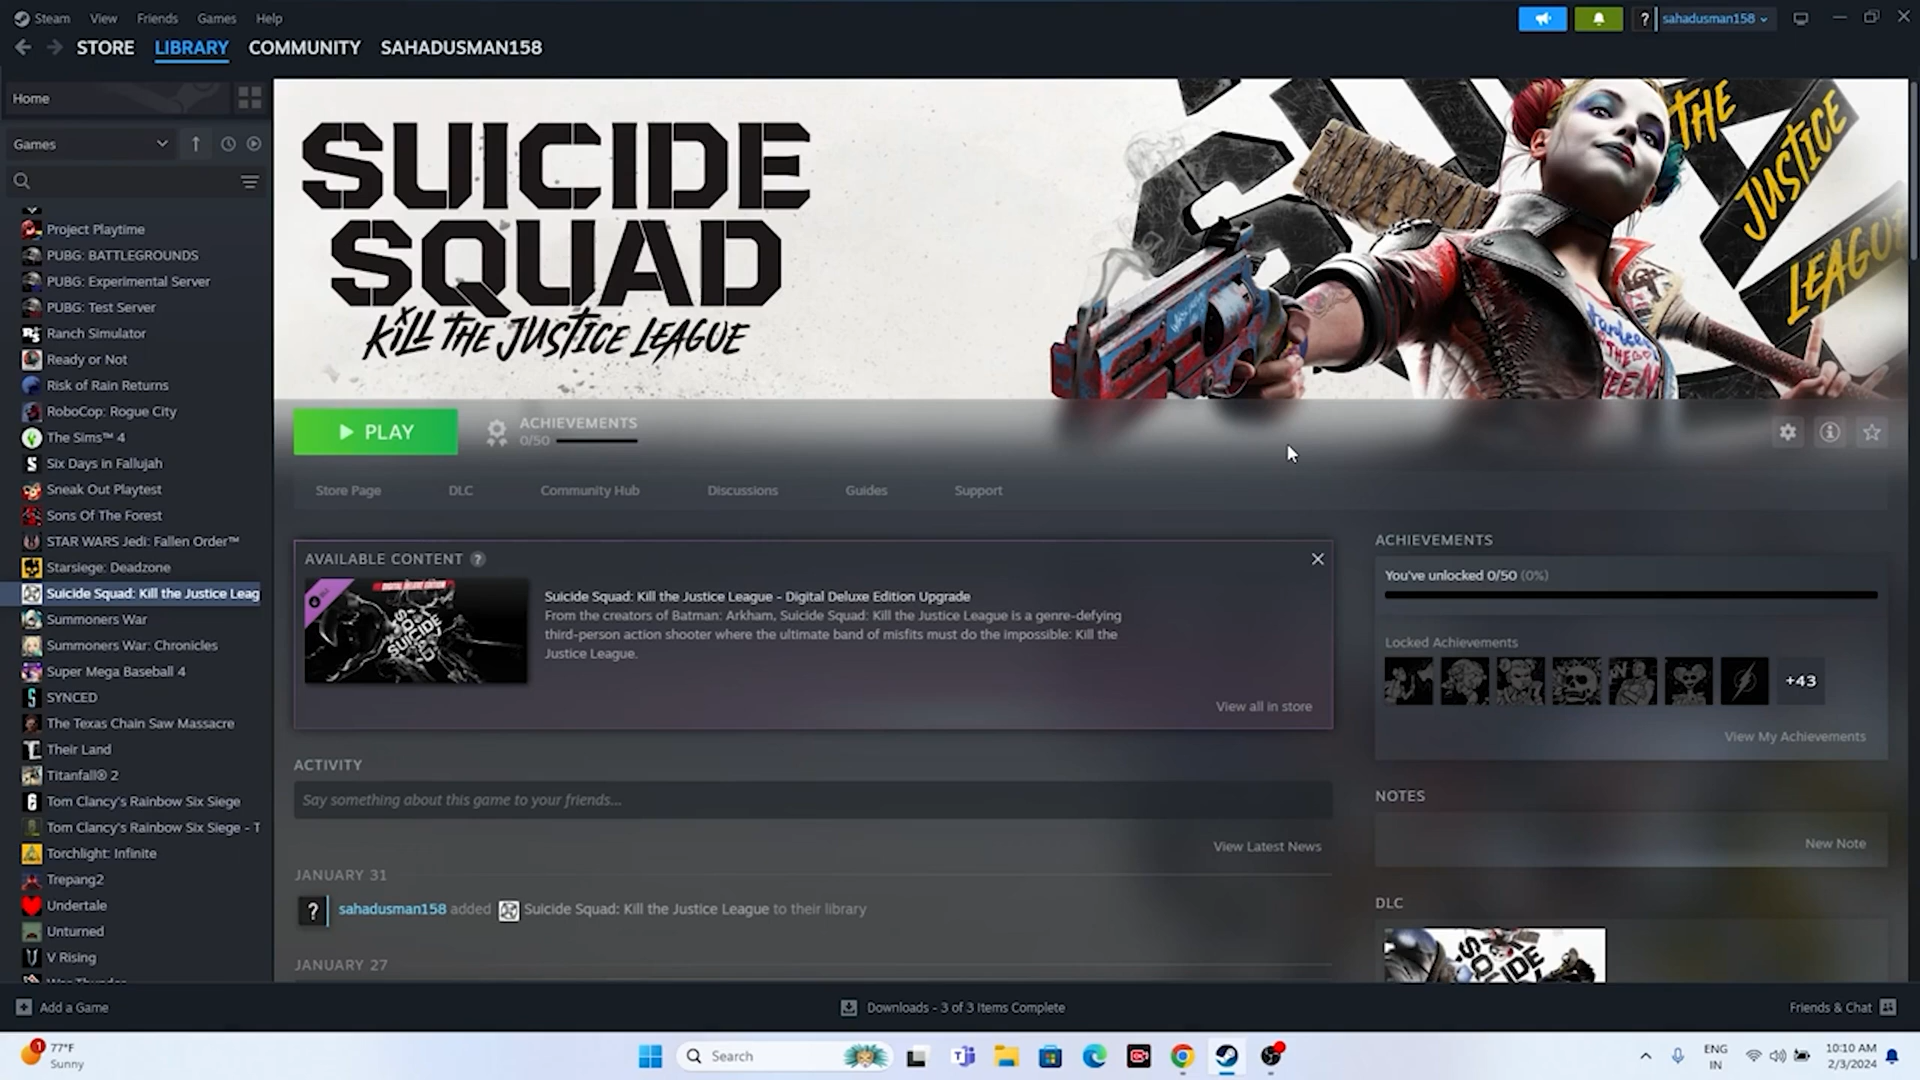 Steam View Friends Games Help
? sahadusman158
STORE LIBRARY COMMUNITY SAHADUSMAN158
Home
Games
Project Playtime
PUBG: BATTLEGROUNDS
PUBG: Experimental Server
PUBG: Test Server
Ranch Simulator
Ready or Not
Risk of Rain Returns
RoboCop: Rogue City
The Sims™ 4
Six Days in Fallujah
Sneak Out Playtest
Sons Of The Forest
STAR WARS Jedi: Fallen Order™
Starsiege: Deadzone
Suicide Squad: Kill the Justice Leag
Summoners War
Summoners War: Chronicles
Super Mega Baseball 4
SYNCED
The Texas Chain Saw Massacre
Their Land
Titanfall® 2
Tom Clancy's Rainbow Six Siege
Tom Clancy's Rainbow Six Siege - T
Torchlight: Infinite
Trepang2
Undertale
Unturned
V Rising
SUICIDE
SQUAD
KILL THE JUSTICE LEAGUE
THE
JUSTICE
LEAGUE
PLAY
ACHIEVEMENTS
0/50
Store Page DLC Community Hub Discussions Guides Support
AVAILABLE CONTENT ?
DIGITAL DELUXE EDITION
Suicide Squad: Kill the Justice League - Digital Deluxe Edition Upgrade
From the creators of Batman: Arkham, Suicide Squad: Kill the Justice League is a genre-defying
third-person action shooter where the ultimate band of misfits must do the impossible: Kill the
Justice League.
View all in store
ACTIVITY
Say something about this game to your friends...
View Latest News
JANUARY 31
? sahadusman158 added Suicide Squad: Kill the Justice League to their library
JANUARY 27
ACHIEVEMENTS
You've unlocked 0/50 (0%)
Locked Achievements
+43
View My Achievements
NOTES
New Note
DLC
Add a Game
Downloads - 3 of 3 Items Complete
Friends & Chat
1
77°F
Sunny
Search
ENG
IN
10:10 AM
2/3/2024